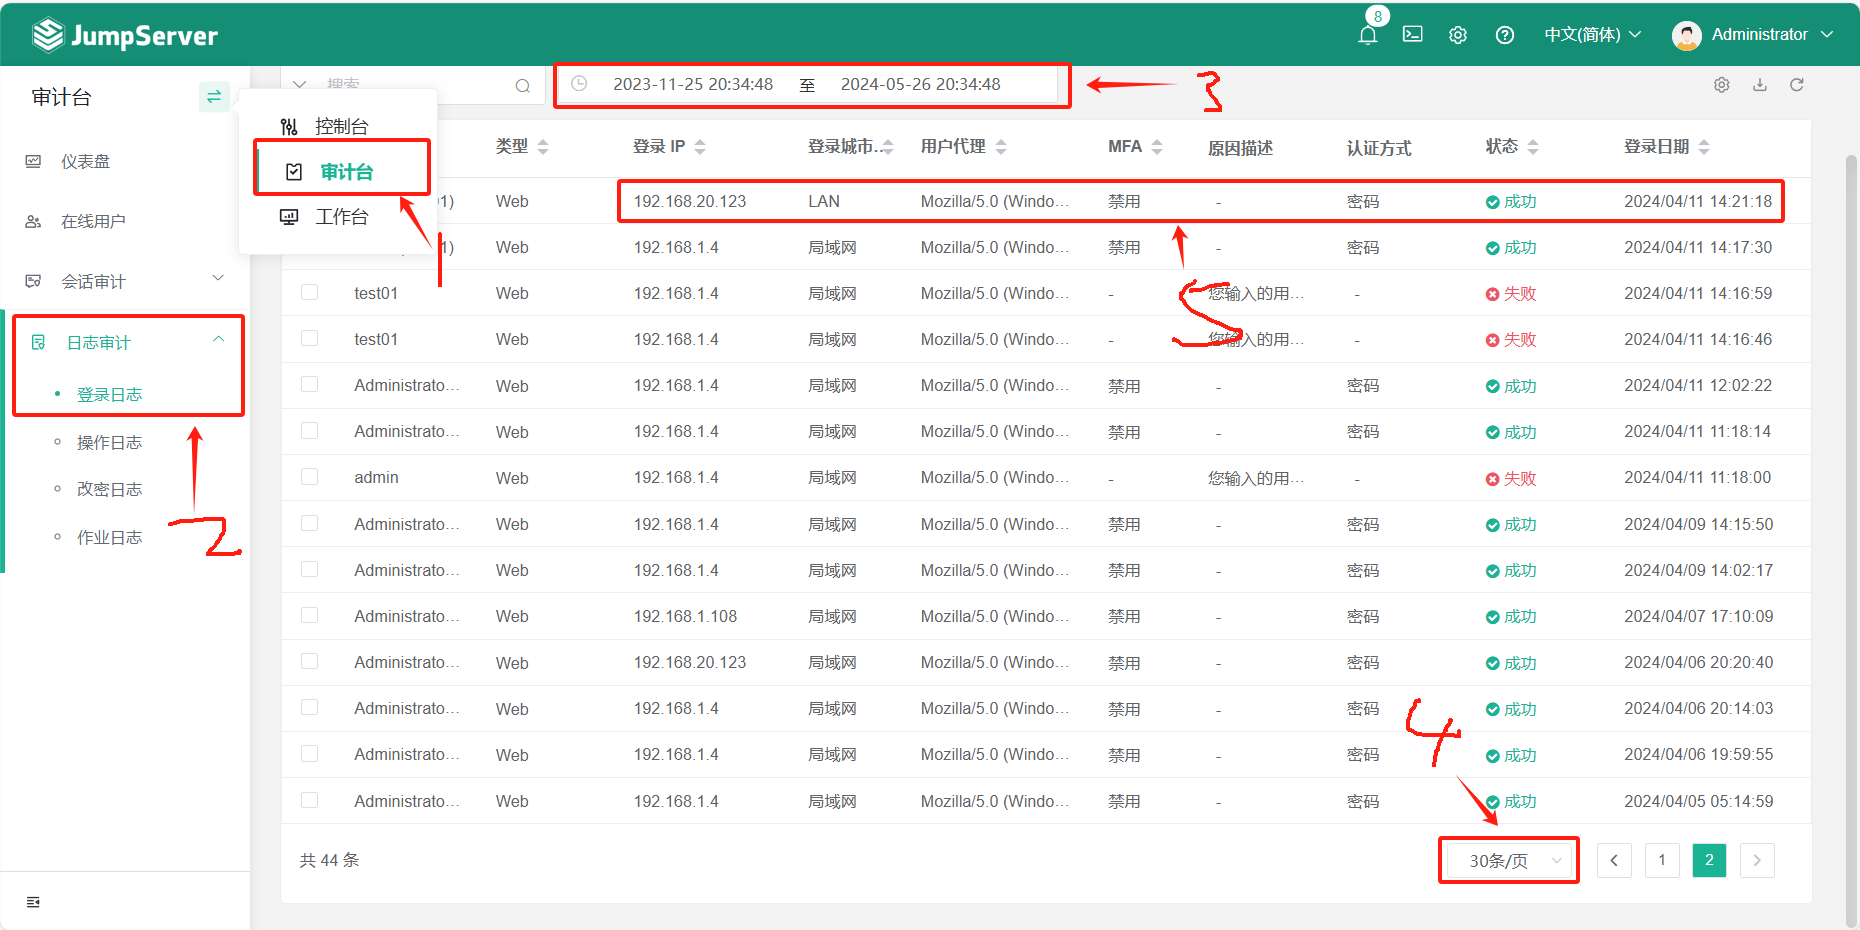 JumpServer
8
中文(简体)
Administrator
审计台
仪表盘
在线用户
会话审计
日志审计
登录日志
操作日志
改密日志
作业日志
控制台
审计台
工作台
搜索
2023-11-25 20:34:48 至 2024-05-26 20:34:48
3
类型 登录 IP 登录城市.. 用户代理 MFA 原因描述 认证方式 状态 登录日期
1) Web 192.168.20.123 LAN Mozilla/5.0 (Windo... 禁用 - 密码 成功 2024/04/11 14:21:18
1) Web 192.168.1.4 局域网 Mozilla/5.0 (Windo... 禁用 - 密码 成功 2024/04/11 14:17:30
test01 Web 192.168.1.4 局域网 Mozilla/5.0 (Windo... - 您输入的用... - 失败 2024/04/11 14:16:59
test01 Web 192.168.1.4 局域网 Mozilla/5.0 (Windo... - 您输入的用... - 失败 2024/04/11 14:16:46
Administrato... Web 192.168.1.4 局域网 Mozilla/5.0 (Windo... 禁用 - 密码 成功 2024/04/11 12:02:22
Administrato... Web 192.168.1.4 局域网 Mozilla/5.0 (Windo... 禁用 - 密码 成功 2024/04/11 11:18:14
admin Web 192.168.1.4 局域网 Mozilla/5.0 (Windo... - 您输入的用... - 失败 2024/04/11 11:18:00
Administrato... Web 192.168.1.4 局域网 Mozilla/5.0 (Windo... 禁用 - 密码 成功 2024/04/09 14:15:50
Administrato... Web 192.168.1.4 局域网 Mozilla/5.0 (Windo... 禁用 - 密码 成功 2024/04/09 14:02:17
Administrato... Web 192.168.1.108 局域网 Mozilla/5.0 (Windo... 禁用 - 密码 成功 2024/04/07 17:10:09
Administrato... Web 192.168.20.123 局域网 Mozilla/5.0 (Windo... 禁用 - 密码 成功 2024/04/06 20:20:40
Administrato... Web 192.168.1.4 局域网 Mozilla/5.0 (Windo... 禁用 - 密码 成功 2024/04/06 20:14:03
Administrato... Web 192.168.1.4 局域网 Mozilla/5.0 (Windo... 禁用 - 密码 成功 2024/04/06 19:59:55
Administrato... Web 192.168.1.4 局域网 Mozilla/5.0 (Windo... 禁用 - 密码 成功 2024/04/05 05:14:59
1
2
5
4
共 44 条
30条/页
1
2